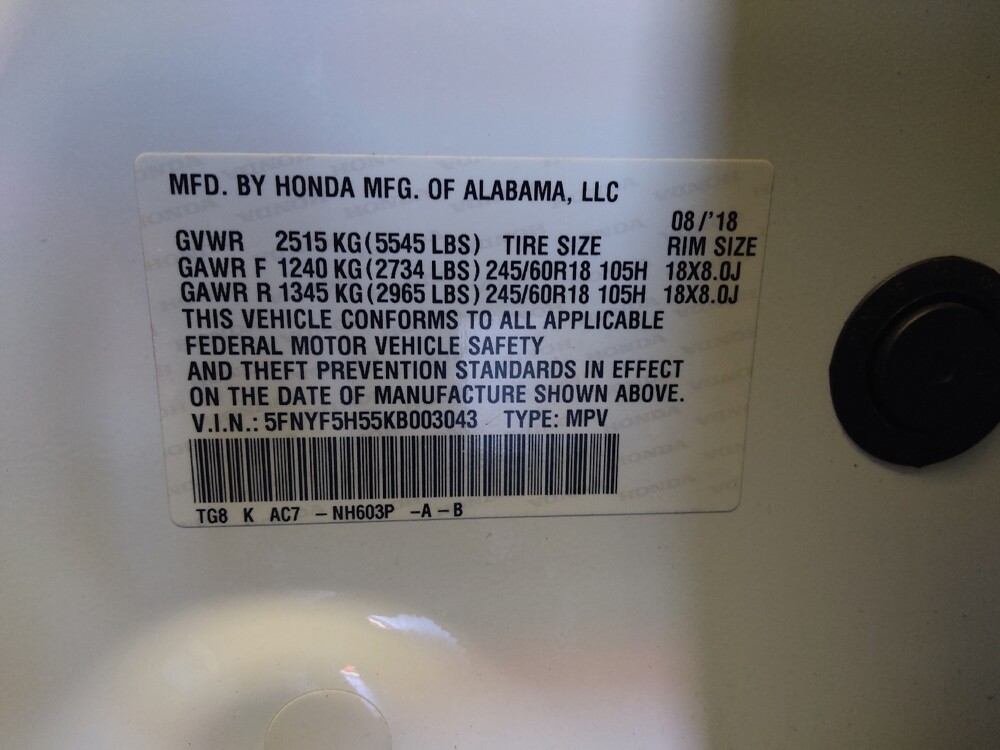 MFD. BY HONDA MFG. OF ALABAMA, LLC
08/'18
GVWR 2515 KG (5545 LBS) TIRE SIZE RIM SIZE
GAWR F 1240 KG (2734 LBS) 245/60R18 105H 18X8.0J
GAWR R 1345 KG (2965 LBS) 245/60R18 105H 18X8.0J
THIS VEHICLE CONFORMS TO ALL APPLICABLE
FEDERAL MOTOR VEHICLE SAFETY
AND THEFT PREVENTION STANDARDS IN EFFECT
ON THE DATE OF MANUFACTURE SHOWN ABOVE.
V.I.N.: 5FNYF5H55KB003043 TYPE: MPV
TG8 K AC7 - NH603P -A - B